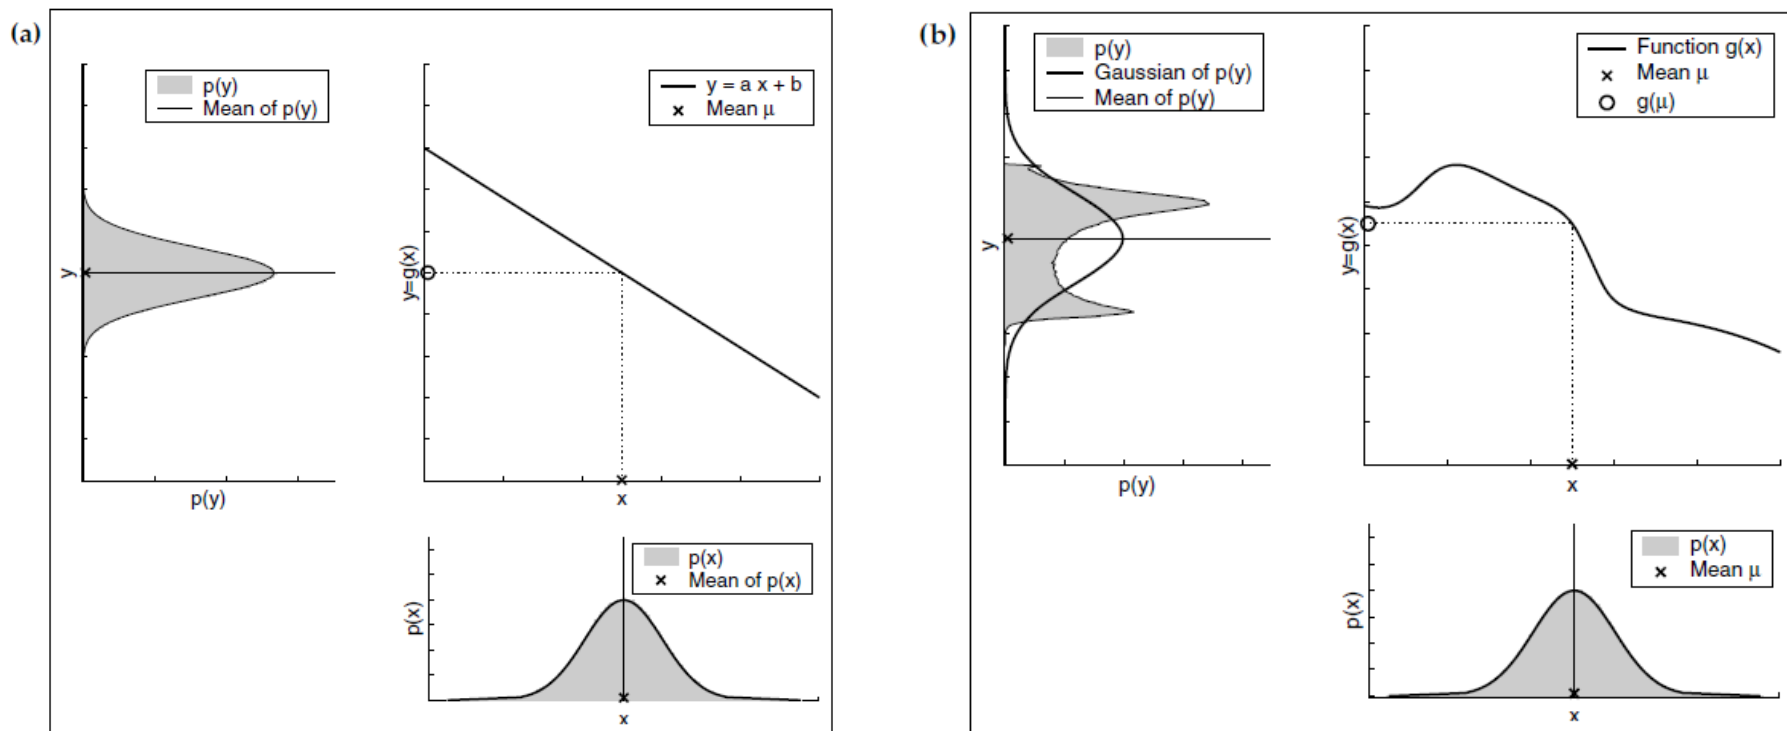 (a)
p(y)
Mean of p(y)
y = a x + b
Mean μ
y
y=g(x)
p(y)
x
p(x)
Mean of p(x)
p(x)
x
(b)
p(y)
Gaussian of p(y)
Mean of p(y)
Function g(x)
Mean μ
g(μ)
y
y=g(x)
p(y)
x
p(x)
Mean μ
p(x)
x